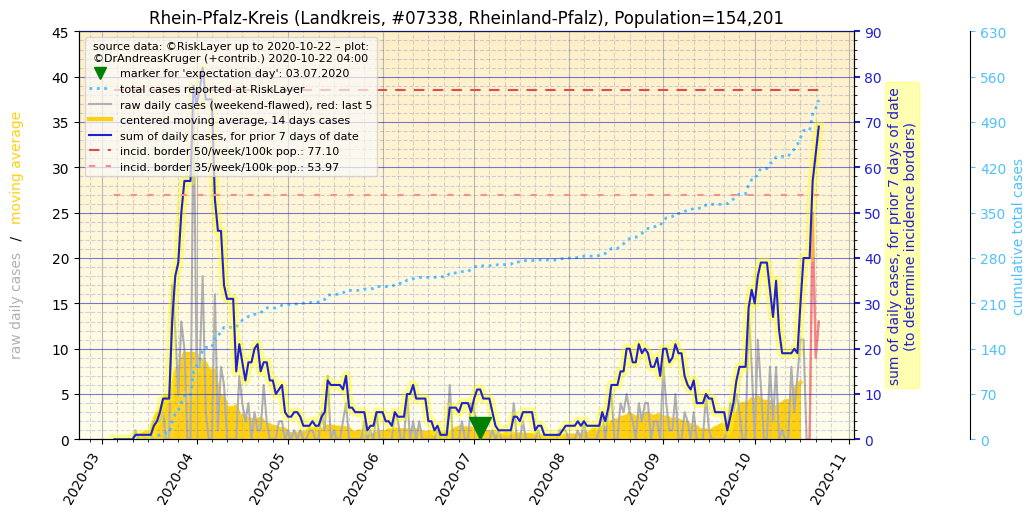 Rhein-Pfalz-Kreis (Landkreis, #07338, Rheinland-Pfalz), Population=154,201
source data: ©RiskLayer up to 2020-10-22 – plot:
©DrAndreasKruger (+contrib.) 2020-10-22 04:00
marker for 'expectation day': 03.07.2020
total cases reported at RiskLayer
raw daily cases (weekend-flawed), red: last 5
centered moving average, 14 days cases
sum of daily cases, for prior 7 days of date
incid. border 50/week/100k pop.: 77.10
incid. border 35/week/100k pop.: 53.97
raw daily cases / moving average
45
40
35
30
25
20
15
10
5
0
2020-03
2020-04
2020-05
2020-06
2020-07
2020-08
2020-09
2020-10
2020-11
90
80
70
60
50
40
30
20
10
0
sum of daily cases, for prior 7 days of date
(to determine incidence borders)
630
560
490
420
350
280
210
140
70
0
cumulative total cases